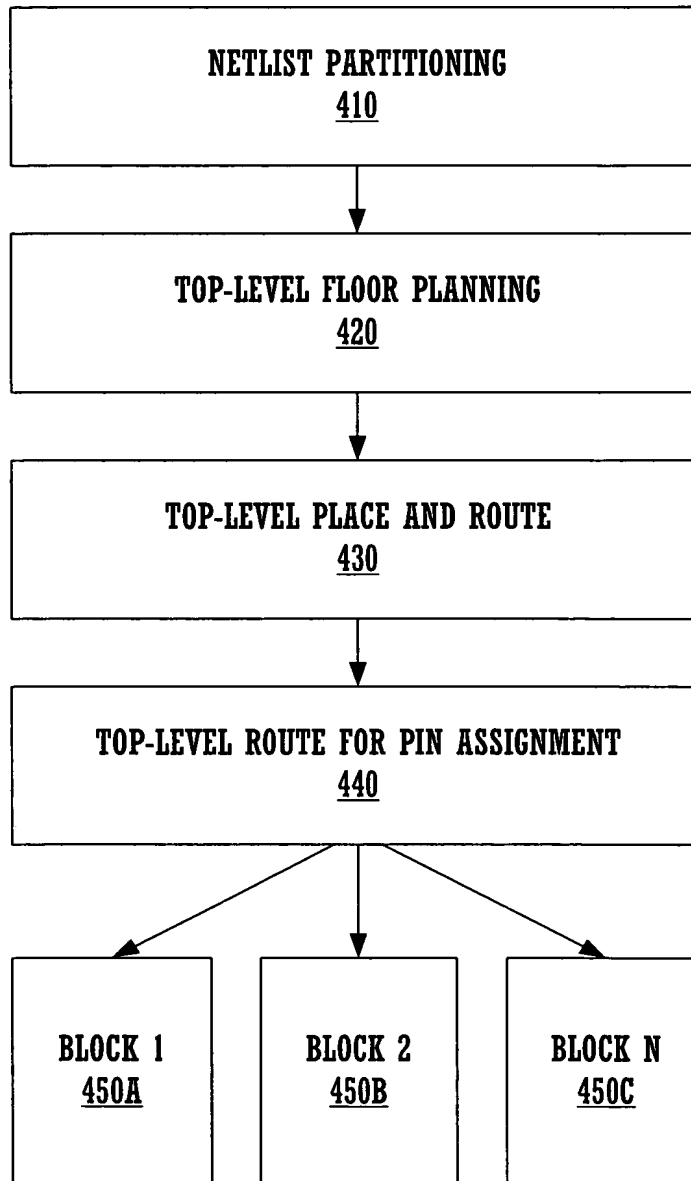 NETLIST PARTITIONING
410
TOP-LEVEL FLOOR PLANNING
420
TOP-LEVEL PLACE AND ROUTE
430
TOP-LEVEL ROUTE FOR PIN ASSIGNMENT
440
BLOCK 1
450A
BLOCK 2
450B
BLOCK N
450C